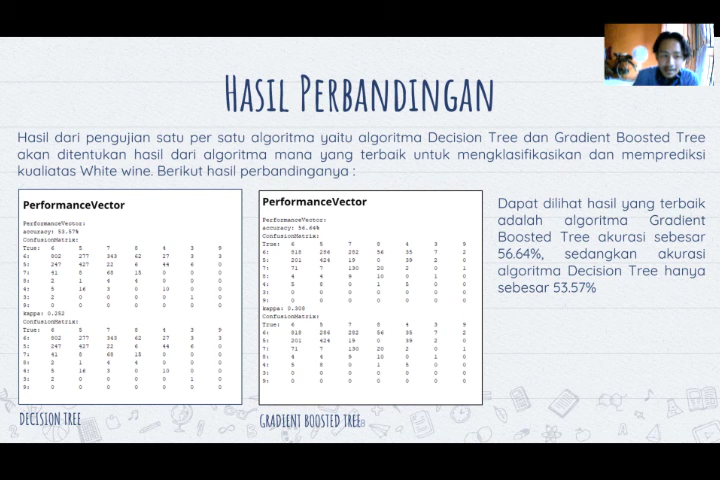 HASIL PERBANDINGAN
Hasil dari pengujian satu per satu algoritma yaitu algoritma Decision Tree dan Gradient Boosted Tree
akan ditentukan hasil dari algoritma mana yang terbaik untuk mengklasifikasikan dan memprediksi
kualiatas White wine. Berikut hasil perbandinganya :
PerformanceVector
PerformanceVector:
accuracy: 53.57%
ConfusionMatrix:
True: 6 5 7 8 4 3 9
6: 802 277 343 62 27 3 3
5: 247 427 22 6 44 6 0
7: 41 8 68 15 0 0 0
8: 2 1 4 4 0 0 0
4: 5 16 3 0 10 0 0
3: 2 0 0 0 0 1 0
9: 0 0 0 0 0 0 0
kappa: 0.252
ConfusionMatrix:
True: 6 5 7 8 4 3 9
6: 802 277 343 62 27 3 3
5: 247 427 22 6 44 6 0
7: 41 8 68 15 0 0 0
8: 2 1 4 4 0 0 0
4: 5 16 3 0 10 0 0
3: 2 0 0 0 0 1 0
9: 0 0 0 0 0 0 0
DECISION TREE
PerformanceVector
PerformanceVector:
accuracy: 56.64%
ConfusionMatrix:
True: 6 5 7 8 4 3 9
6: 818 286 282 56 35 7 2
5: 201 424 19 0 39 2 0
7: 71 7 130 20 2 0 1
8: 4 4 9 10 0 1 0
4: 5 8 0 1 5 0 0
3: 0 0 0 0 0 0 0
9: 0 0 0 0 0 0 0
kappa: 0.308
ConfusionMatrix:
True: 6 5 7 8 4 3 9
6: 818 286 282 56 35 7 2
5: 201 424 19 0 39 2 0
7: 71 7 130 20 2 0 1
8: 4 4 9 10 0 1 0
4: 5 8 0 1 5 0 0
3: 0 0 0 0 0 0 0
9: 0 0 0 0 0 0 0
GRADIENT BOOSTED TREE
Dapat dilihat hasil yang terbaik
adalah algoritma Gradient
Boosted Tree akurasi sebesar
56.64%, sedangkan akurasi
algoritma Decision Tree hanya
sebesar 53.57%